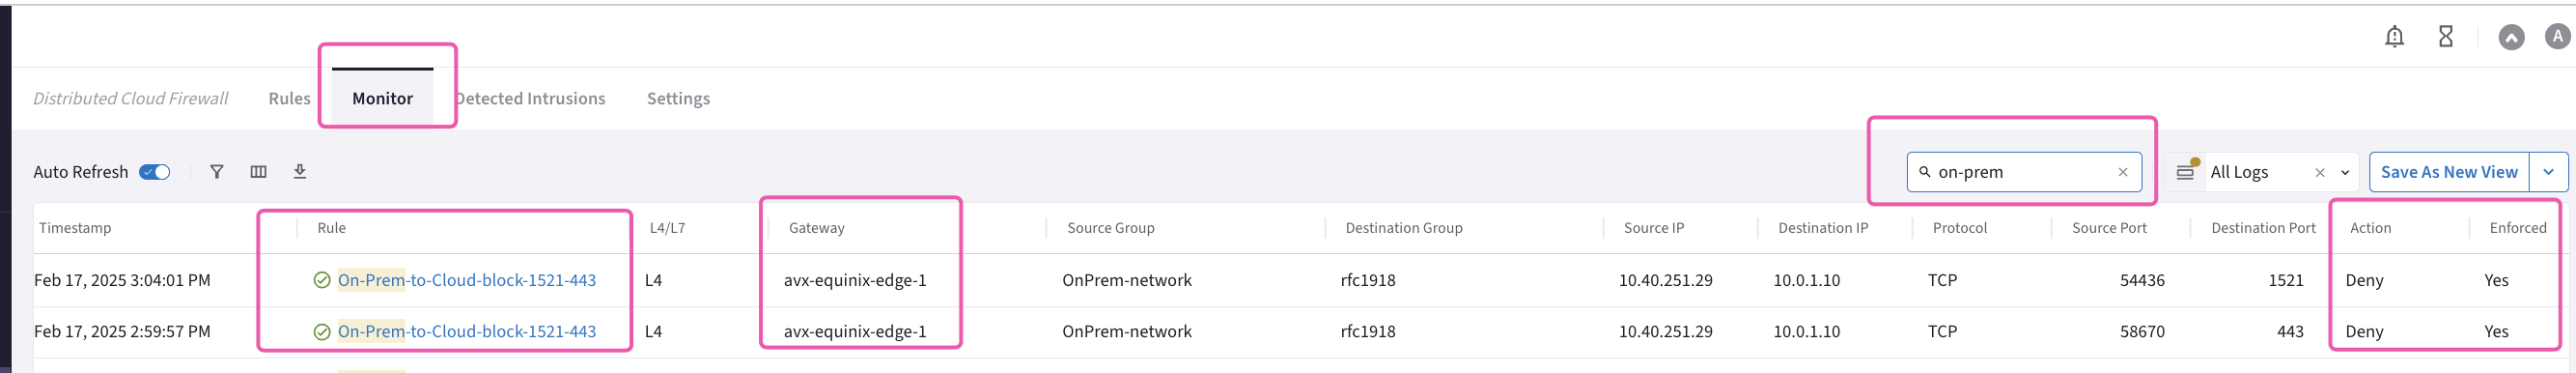 A
Distributed Cloud Firewall Rules Monitor Detected Intrusions Settings
Auto Refresh on-prem All Logs Save As New View
Timestamp Rule L4/L7 Gateway Source Group Destination Group Source IP Destination IP Protocol Source Port Destination Port Action Enforced
Feb 17, 2025 3:04:01 PM On-Prem-to-Cloud-block-1521-443 L4 avx-equinix-edge-1 OnPrem-network rfc1918 10.40.251.29 10.0.1.10 TCP 54436 1521 Deny Yes
Feb 17, 2025 2:59:57 PM On-Prem-to-Cloud-block-1521-443 L4 avx-equinix-edge-1 OnPrem-network rfc1918 10.40.251.29 10.0.1.10 TCP 58670 443 Deny Yes